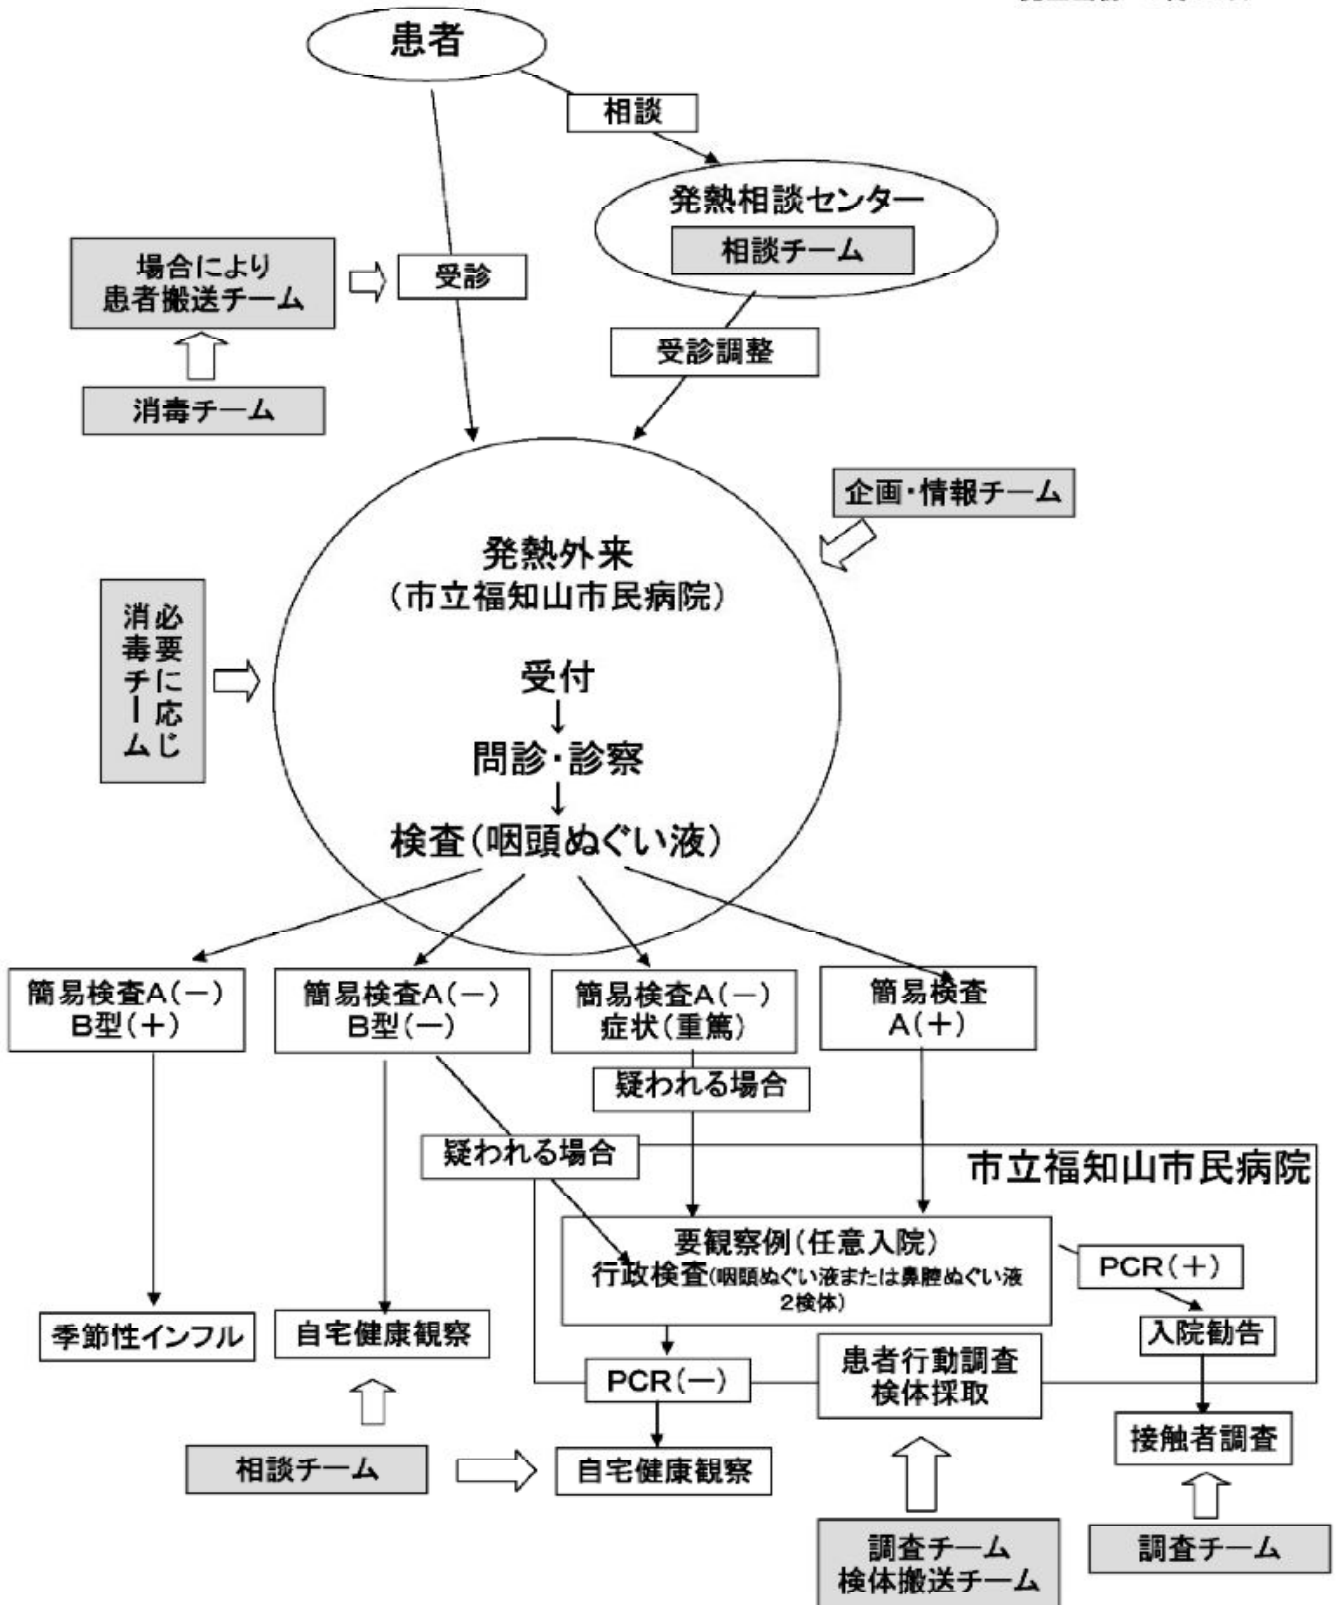 患者
相談
発熱相談センター
相談チーム
場合により
患者搬送チーム
受診
受診調整
消毒チーム
企画・情報チーム
発熱外来
(市立福知山市民病院)
必要に応じ
消毒チーム
受付
問診・診察
検査(咽頭ぬぐい液)
簡易検査A(－)
B型(＋)
簡易検査A(－)
B型(－)
簡易検査A(－)
症状(重篤)
簡易検査
A(＋)
疑われる場合
疑われる場合
市立福知山市民病院
要観察例(任意入院)
行政検査(咽頭ぬぐい液または鼻腔ぬぐい液
2検体)
PCR(＋)
季節性インフル
自宅健康観察
入院勧告
PCR(－)
患者行動調査
検体採取
接触者調査
相談チーム
自宅健康観察
調査チーム
検体搬送チーム
調査チーム